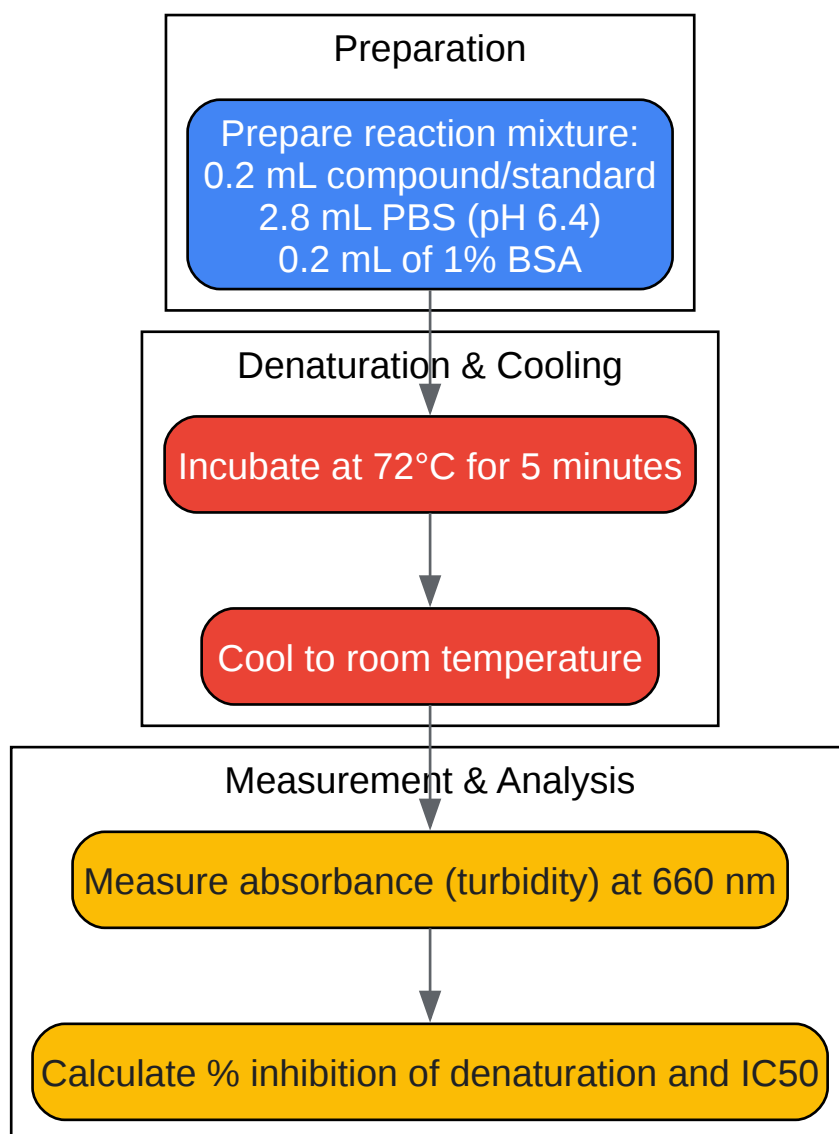 Preparation
Prepare reaction mixture:
0.2 mL compound/standard
2.8 mL PBS (pH 6.4)
0.2 mL of 1% BSA
Denaturation & Cooling
Incubate at 72°C for 5 minutes
Cool to room temperature
Measurement & Analysis
Measure absorbance (turbidity) at 660 nm
Calculate % inhibition of denaturation and IC50